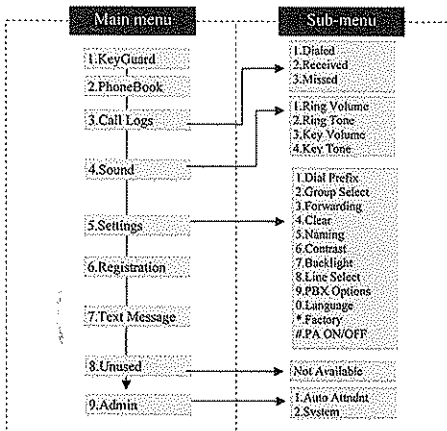 Main menu
1.KeyGuard
2.PhoneBook
3.Call Logs
4.Sound
5.Settings
6.Registration
7.Text Message
8.Unused
9.Admin
Sub-menu
1.Dialed
2.Received
3.Missed
1.Ring Volume
2.Ring Tone
3.Key Volume
4.Key Tone
1.Dial Prefix
2.Group Select
3.Forwarding
4.Clear
5.Naming
6.Contrast
7.Backlight
8.Line Select
9.PBX Options
0.Language
*.Factory
#.PA ON/OFF
Not Available
1.Auto Attndnt
2.System